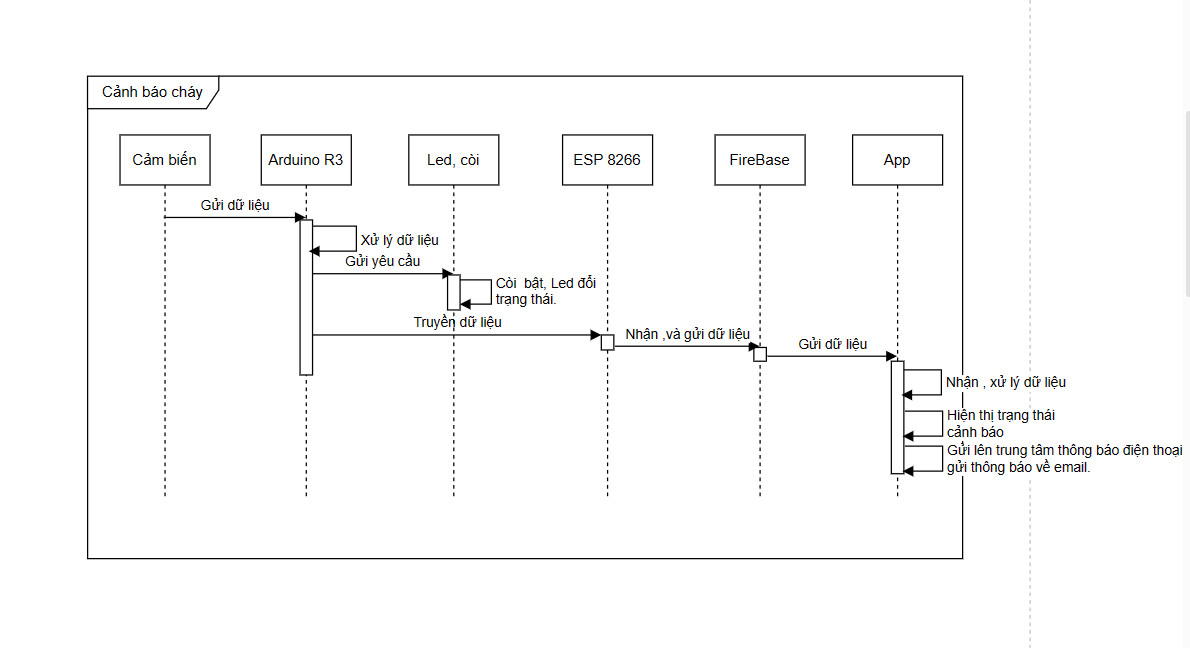 Cảnh báo cháy
Cảm biến
Arduino R3
Led, còi
ESP 8266
FireBase
App
Gửi dữ liệu
Xử lý dữ liệu
Gửi yêu cầu
Còi  bật, Led đổi
trạng thái.
Truyền dữ liệu
Nhận ,và gửi dữ liệu
Gửi dữ liệu
Nhận , xử lý dữ liệu
Hiện thị trạng thái
cảnh báo
Gửi lên trung tâm thông báo điện thoại
gửi thông báo về email.